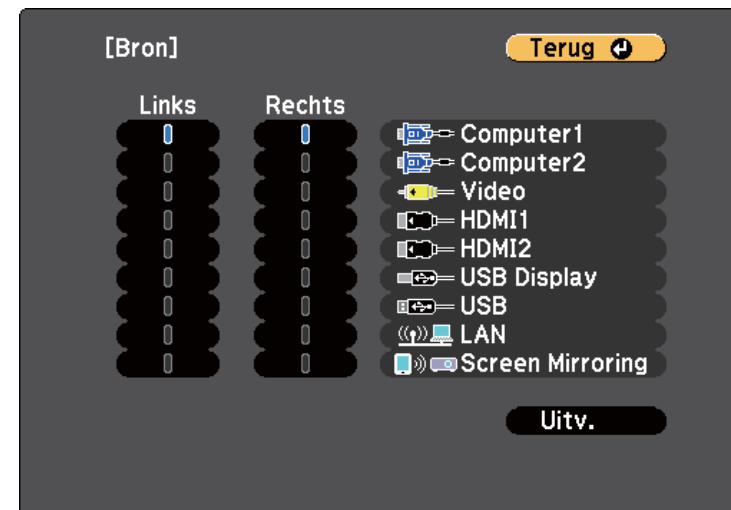 [Bron]
Terug
Links Rechts
Computer1
Computer2
Video
HDMI1
HDMI2
USB Display
USB
LAN
Screen Mirroring
Uitv.